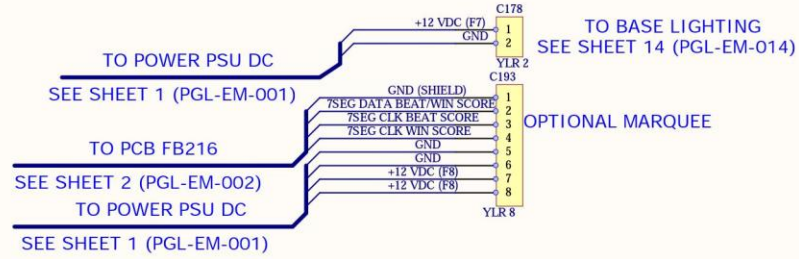 C178
+12 VDC (F7)
1
GND
2
YLR 2
TO BASE LIGHTING
SEE SHEET 14 (PGL-EM-014)
TO POWER PSU DC
SEE SHEET 1 (PGL-EM-001)
C193
GND (SHIELD)
1
7SEG DATA BEAT/WIN SCORE
2
7SEG CLK BEAT SCORE
3
7SEG CLK WIN SCORE
4
GND
5
GND
6
+12 VDC (F8)
7
+12 VDC (F8)
8
YLR 8
OPTIONAL MARQUEE
TO PCB FB216
SEE SHEET 2 (PGL-EM-002)
TO POWER PSU DC
SEE SHEET 1 (PGL-EM-001)